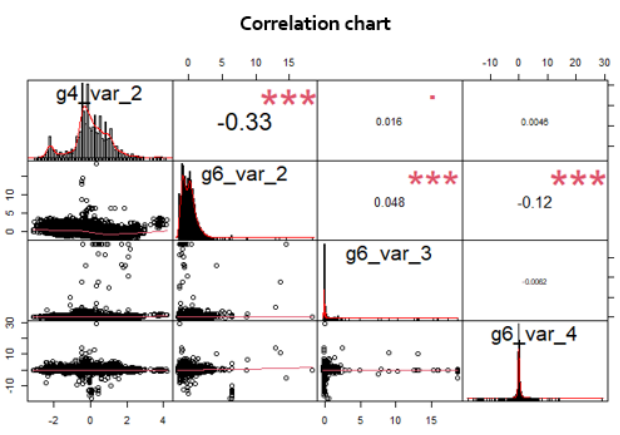 Correlation chart
0 5 10 15
-10 0 10 20 30
g4_var_2
***
-0.33
0.016
0.0046
g6_var_2
***
0.048
***
-0.12
0 5 10
g6_var_3
-0.0062
g6_var_4
-10 0 10 30
-2 0 2 4
0 5 10 15